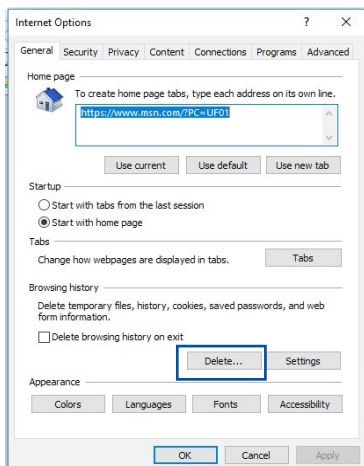 Internet Options
? X
General Security Privacy Content Connections Programs Advanced
Home page
To create home page tabs, type each address on its own line.
https://www.msn.com/?PC=UF01
Use current Use default Use new tab
Startup
Start with tabs from the last session
Start with home page
Tabs
Change how webpages are displayed in tabs. Tabs
Browsing history
Delete temporary files, history, cookies, saved passwords, and web
form information.
Delete browsing history on exit
Delete... Settings
Appearance
Colors Languages Fonts Accessibility
OK Cancel Apply